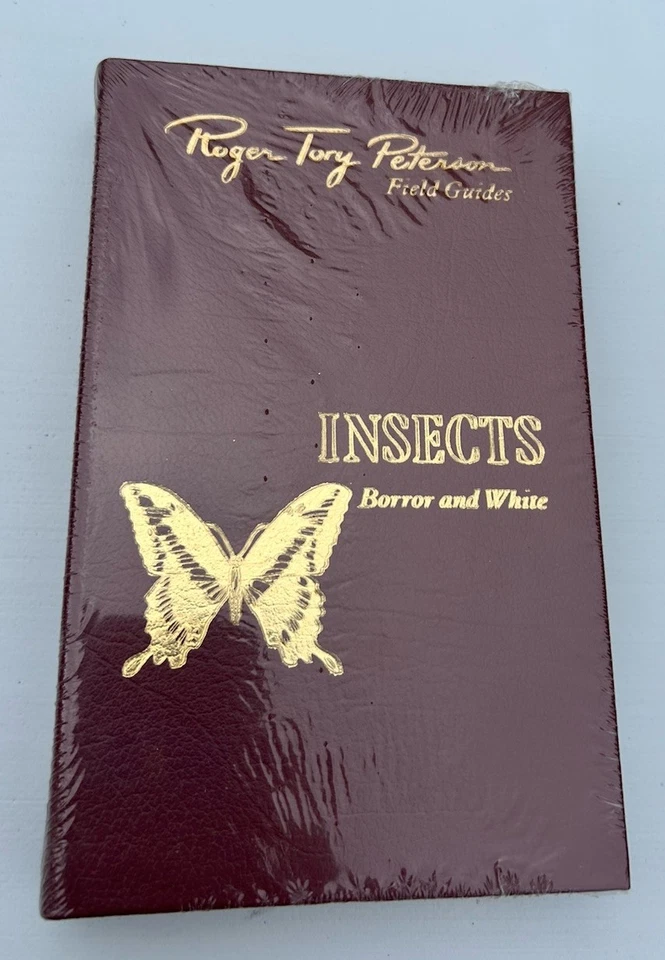 Roger Tory Peterson
Field Guides
INSECTS
Borror and White